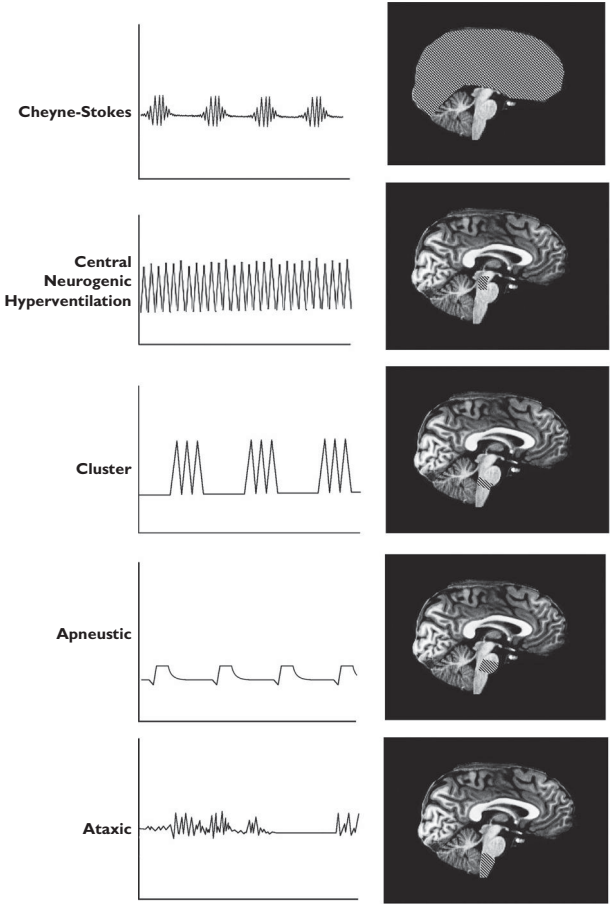 Cheyne-Stokes
Central
Neurogenic
Hyperventilation
Cluster
Apneustic
Ataxic